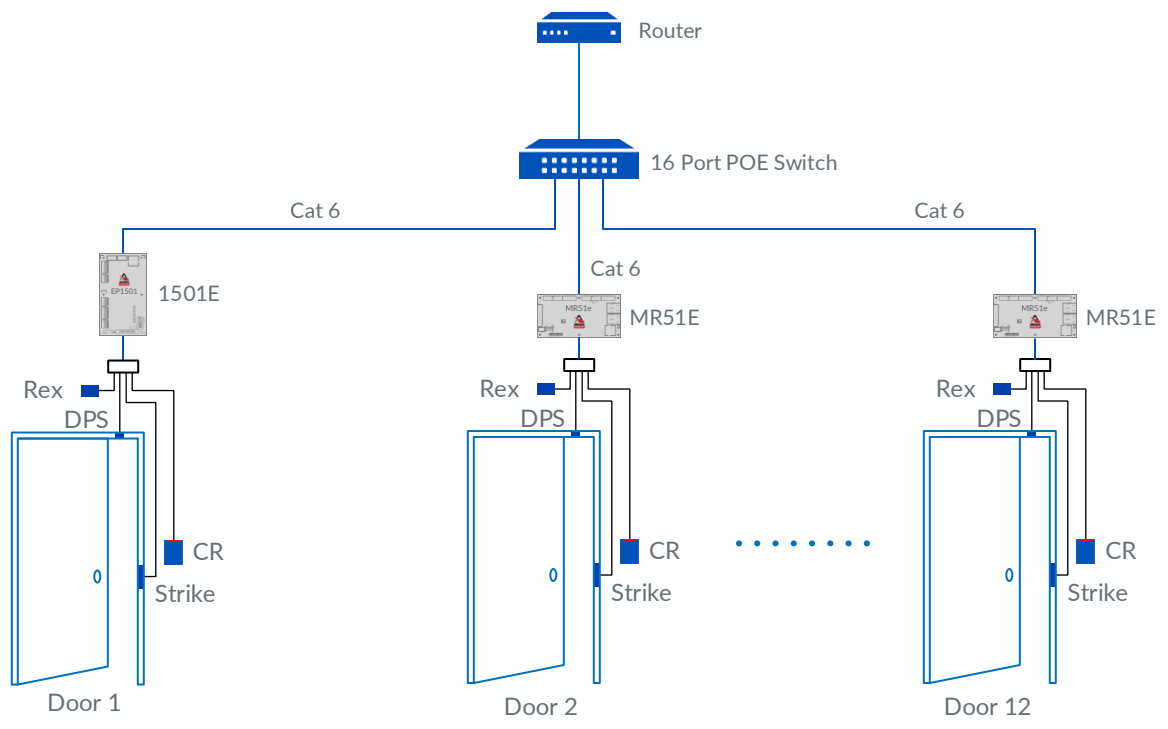 Router
16 Port POE Switch
Cat 6
Cat 6
Cat 6
EP1501
1501E
MR51e
MR51E
MR51e
MR51E
Rex
DPS
CR
Strike
Door 1
Rex
DPS
CR
Strike
Door 2
Rex
DPS
CR
Strike
Door 12